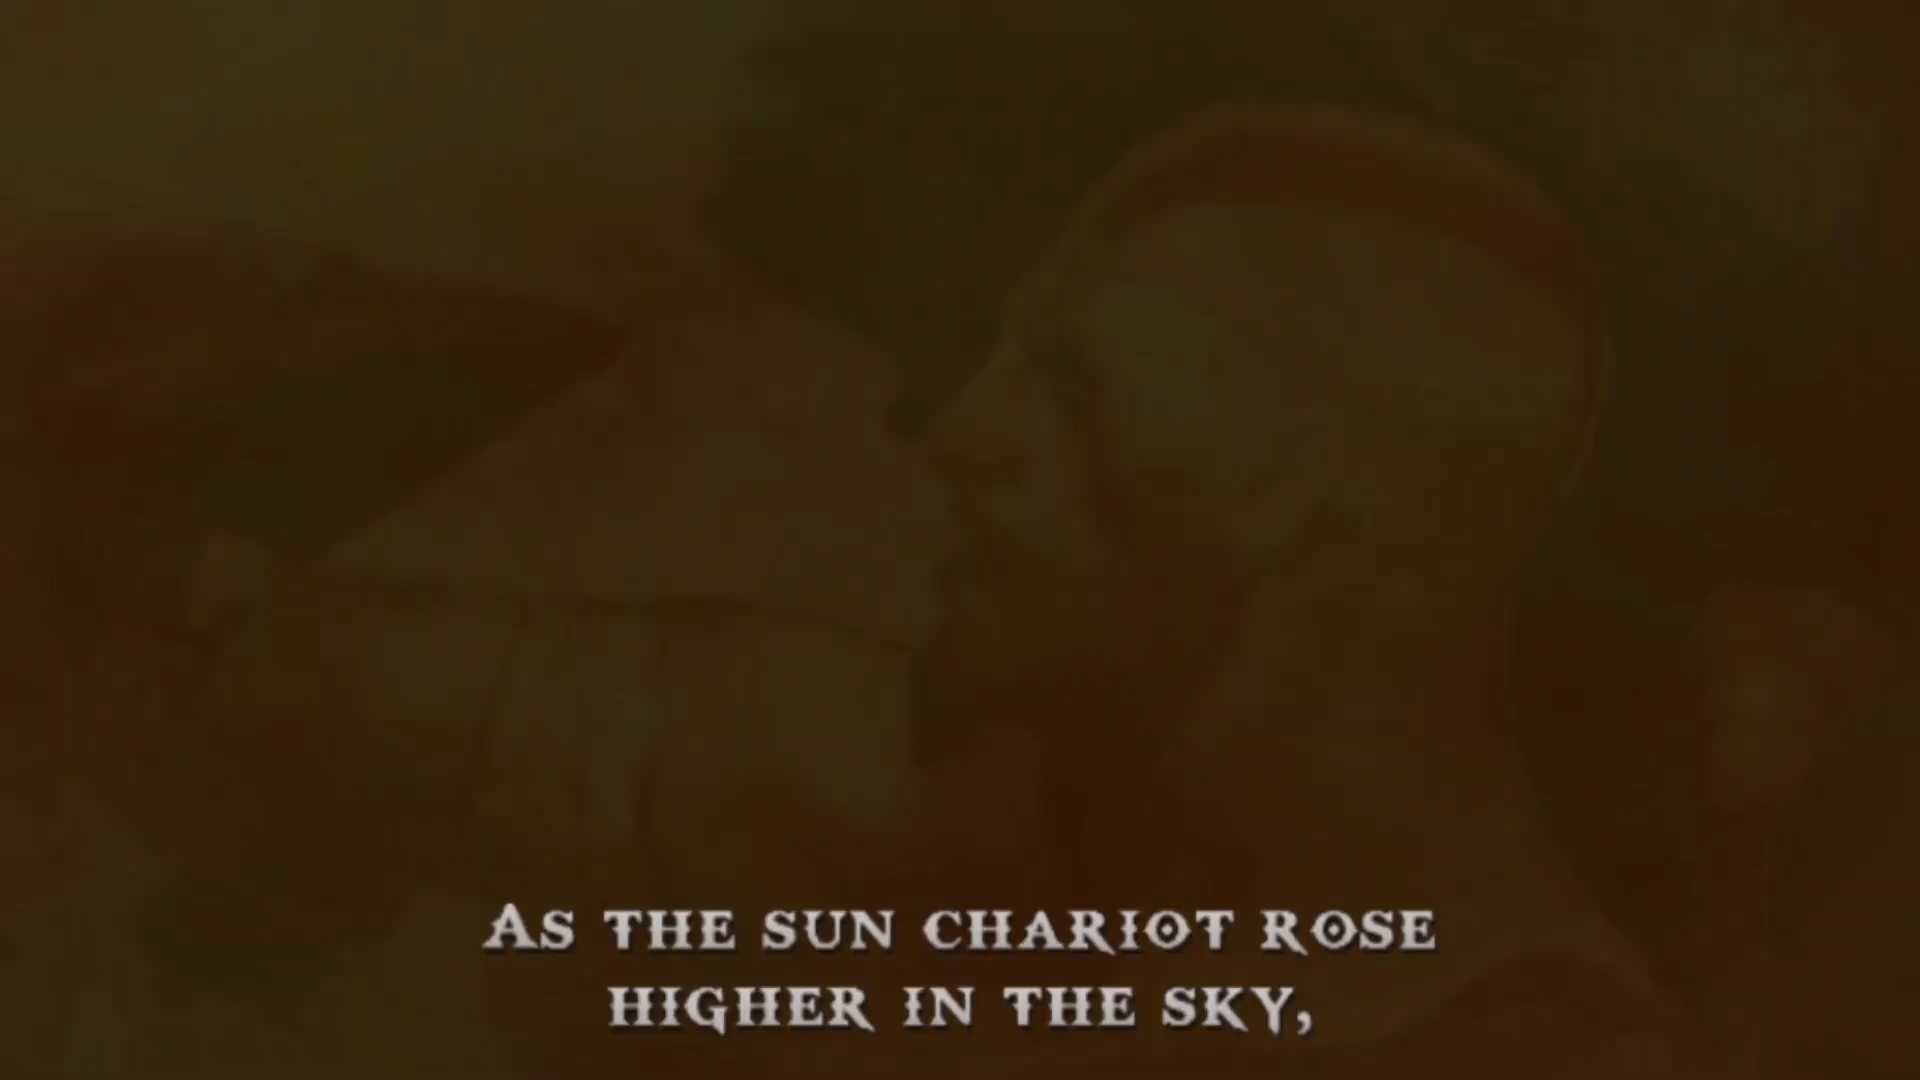 As the sun chariot rose
higher in the sky,